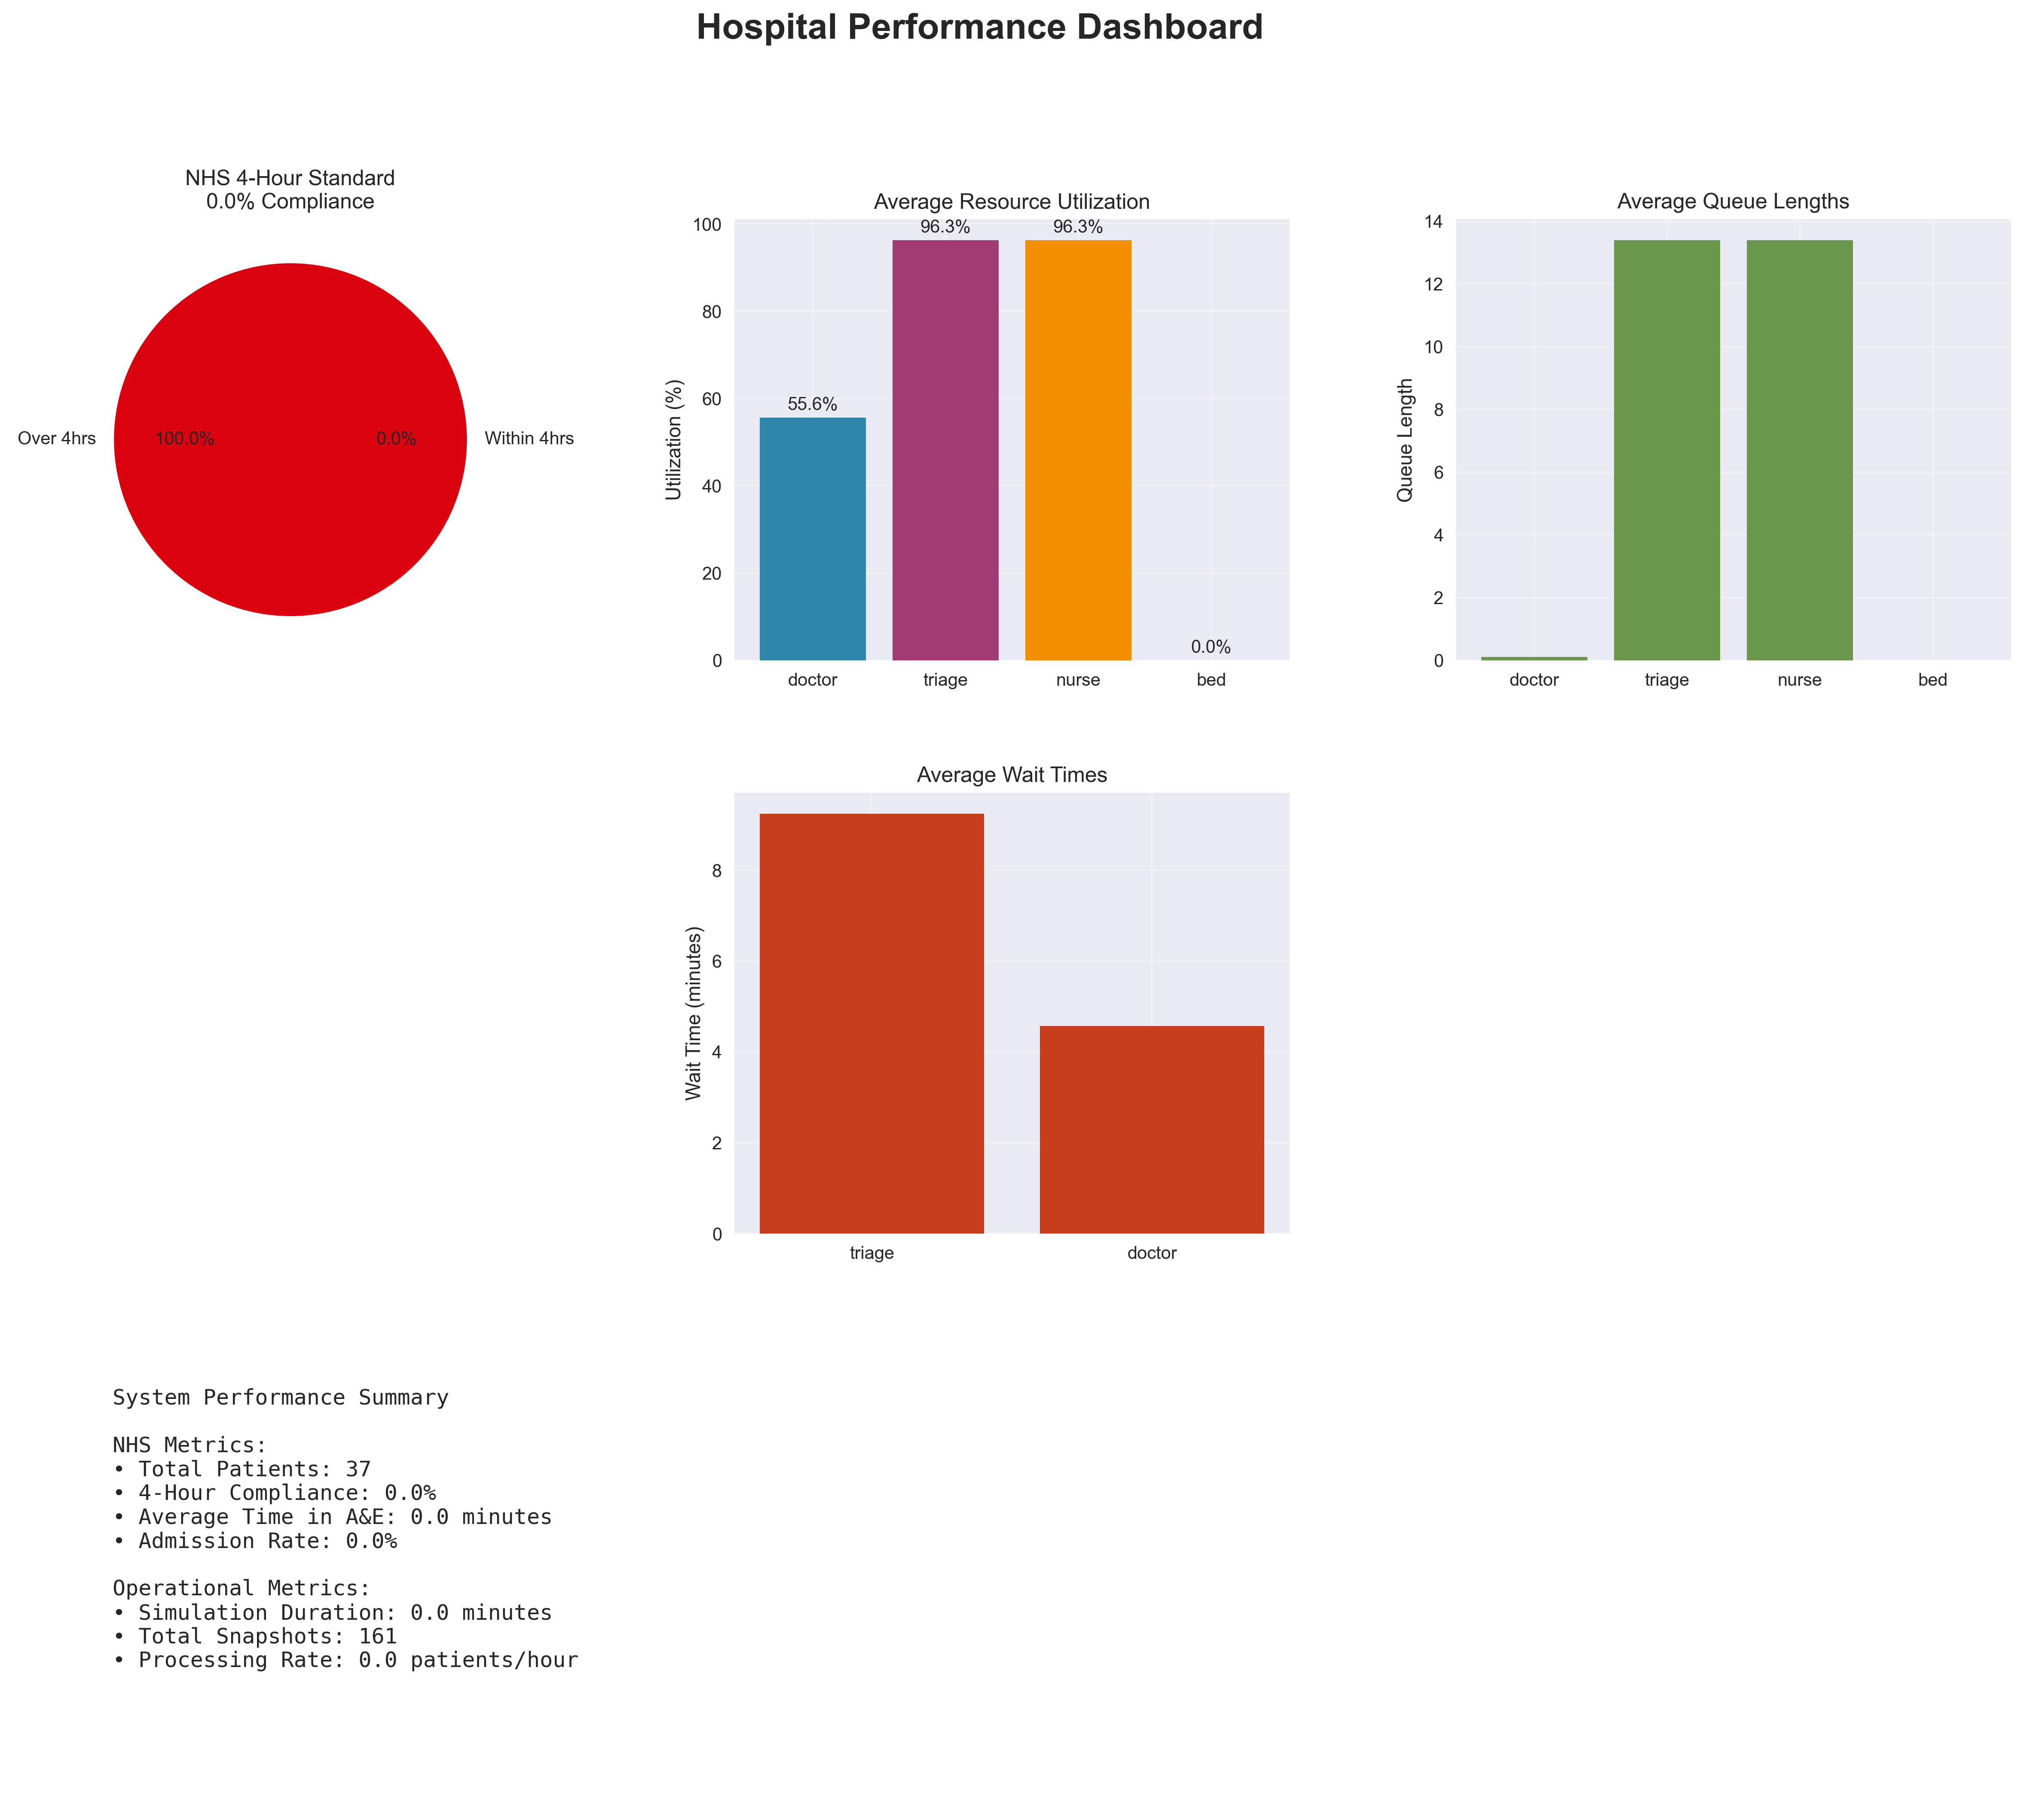 Hospital Performance Dashboard
NHS 4-Hour Standard
0.0% Compliance
Over 4hrs
100.0%
0.0%
Within 4hrs
Average Resource Utilization
Utilization (%)
100
80
60
40
20
0
55.6%
96.3%
96.3%
0.0%
doctor
triage
nurse
bed
Average Queue Lengths
Queue Length
14
12
10
8
6
4
2
0
doctor
triage
nurse
bed
Average Wait Times
Wait Time (minutes)
8
6
4
2
0
triage
doctor
System Performance Summary
NHS Metrics:
• Total Patients: 37
• 4-Hour Compliance: 0.0%
• Average Time in A&E: 0.0 minutes
• Admission Rate: 0.0%
Operational Metrics:
• Simulation Duration: 0.0 minutes
• Total Snapshots: 161
• Processing Rate: 0.0 patients/hour